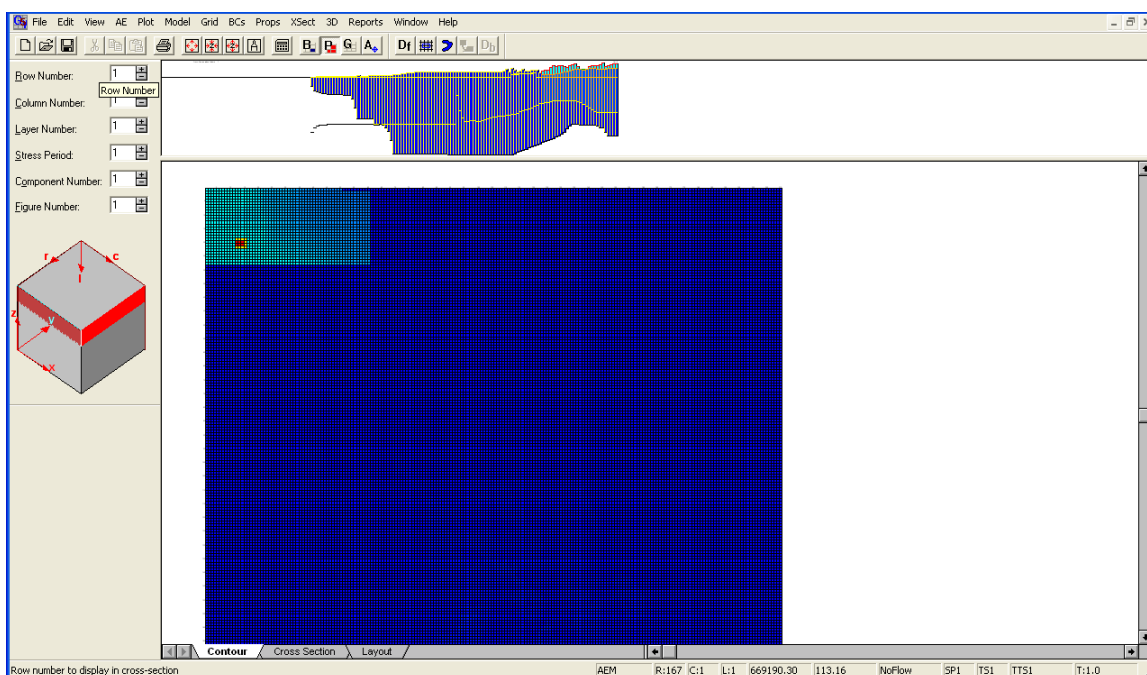 File Edit View AE Plot Model Grid BCs Props XSect 3D Reports Window Help
B P G A Df Db
Row Number: 1
Row Number
Column Number: 1
Layer Number: 1
Stress Period: 1
Component Number: 1
Figure Number: 1
r c
l
z y
x
Contour Cross Section Layout
Row number to display in cross-section AEM R:167 C:1 L:1 669190.30 113.16 NoFlow SP1 TS1 TTS1 T:1.0